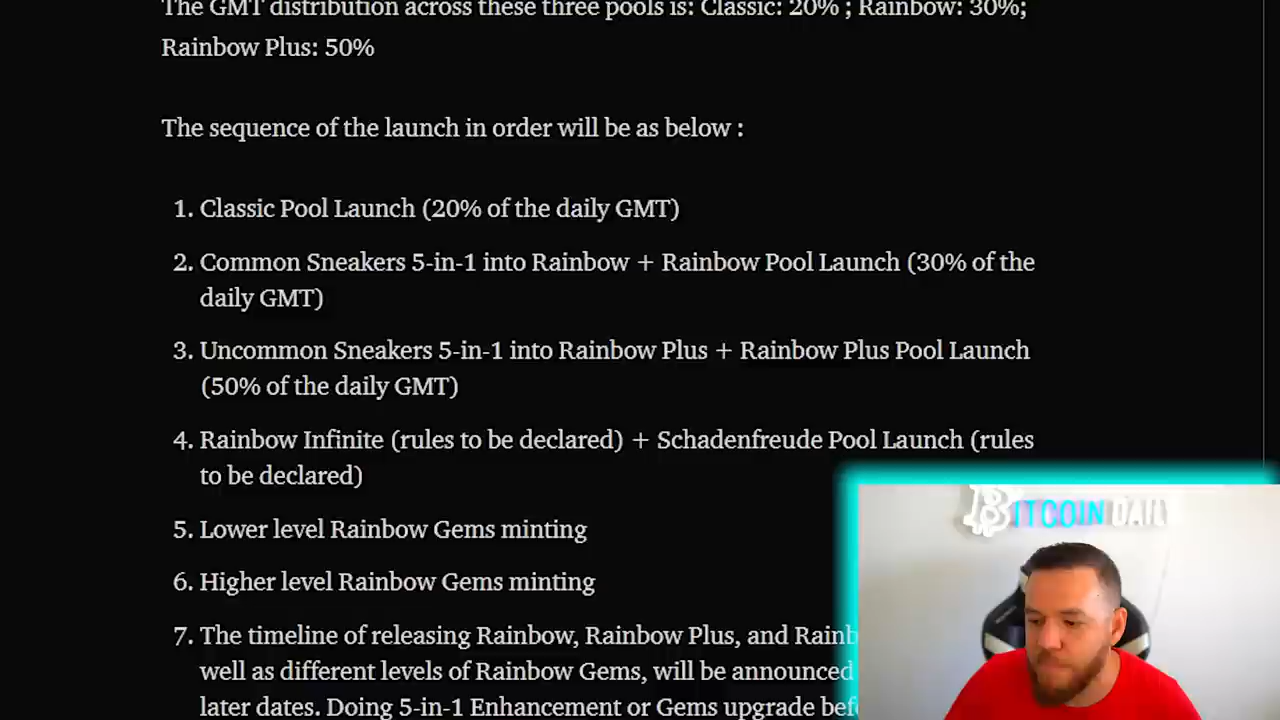 The GMT distribution across these three pools is: Classic: 20% ; Rainbow: 30%;
Rainbow Plus: 50%
The sequence of the launch in order will be as below :
1. Classic Pool Launch (20% of the daily GMT)
2. Common Sneakers 5-in-1 into Rainbow + Rainbow Pool Launch (30% of the
daily GMT)
3. Uncommon Sneakers 5-in-1 into Rainbow Plus + Rainbow Plus Pool Launch
(50% of the daily GMT)
4. Rainbow Infinite (rules to be declared) + Schadenfreude Pool Launch (rules
to be declared)
5. Lower level Rainbow Gems minting
6. Higher level Rainbow Gems minting
7. The timeline of releasing Rainbow, Rainbow Plus, and
well as different levels of Rainbow Gems, will be announced
later dates. Doing 5-in-1 Enhancement or Gems upgrade
BITCOIN DAILY